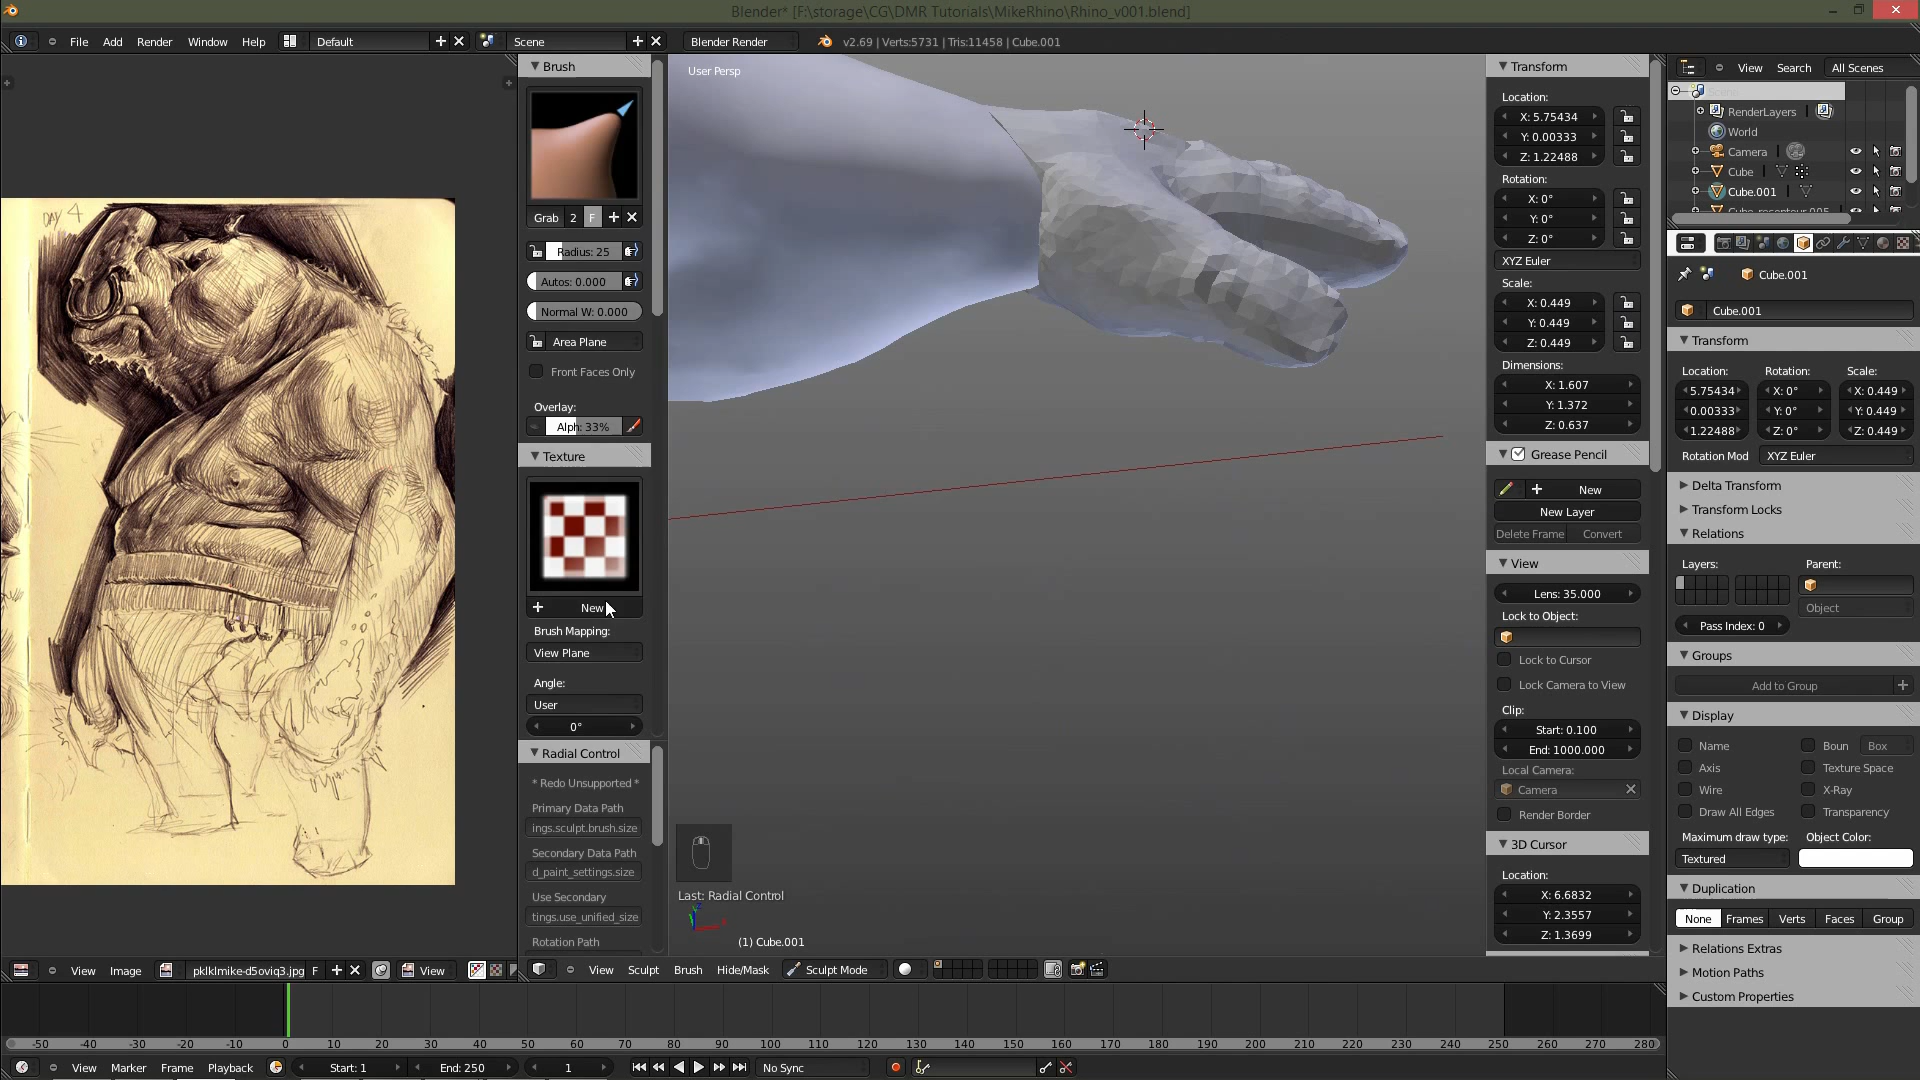 Blender* [F:\storage\CG\DMR Tutorials\MikeRhino\Rhino_v001.blend]
File Add Render Window Help Default Scene Blender Render v2.69 | Verts:5731 | Tris:11458 | Cube.001
DAY 4
Brush
Grab 2 F
Radius: 25
Autos: 0.000
Normal W: 0.000
Area Plane
Front Faces Only
Overlay:
Alph: 33%
Texture
New
Brush Mapping:
View Plane
Angle:
User
0°
Radial Control
* Redo Unsupported *
Primary Data Path
ings.sculpt.brush.size
Secondary Data Path
d_paint_settings.size
Use Secondary
tings.use_unified_size
Rotation Path
User Persp
Last: Radial Control
(1) Cube.001
Transform
Location:
X: 5.75434
Y: 0.00333
Z: 1.22488
Rotation:
X: 0°
Y: 0°
Z: 0°
XYZ Euler
Scale:
X: 0.449
Y: 0.449
Z: 0.449
Dimensions:
X: 1.607
Y: 1.372
Z: 0.637
Grease Pencil
New
New Layer
Delete Frame Convert
View
Lens: 35.000
Lock to Object:
Lock to Cursor
Lock Camera to View
Clip:
Start: 0.100
End: 1000.000
Local Camera:
Camera
Render Border
3D Cursor
Location:
X: 6.6832
Y: 2.3557
Z: 1.3699
View Search All Scenes
Scene
RenderLayers
World
Camera
Cube
Cube.001
Cube.001
Cube.001
Transform
Location: Rotation: Scale:
5.75434 X: 0° X: 0.449
0.00333 Y: 0° Y: 0.449
1.22488 Z: 0° Z: 0.449
Rotation Mod XYZ Euler
Delta Transform
Transform Locks
Relations
Layers: Parent:
Object
Pass Index: 0
Groups
Add to Group
Display
Name Boun Box
Axis Texture Space
Wire X-Ray
Draw All Edges Transparency
Maximum draw type: Object Color:
Textured
Duplication
None Frames Verts Faces Group
Relations Extras
Motion Paths
Custom Properties
View Image pklklmike-d5oviq3.jpg F View
View Sculpt Brush Hide/Mask Sculpt Mode
-50 -40 -30 -20 -10 0 10 20 30 40 50 60 70 80 90 100 110 120 130 140 150 160 170 180 190 200 210 220 230 240 250 260 270 280
View Marker Frame Playback Start: 1 End: 250 1 No Sync